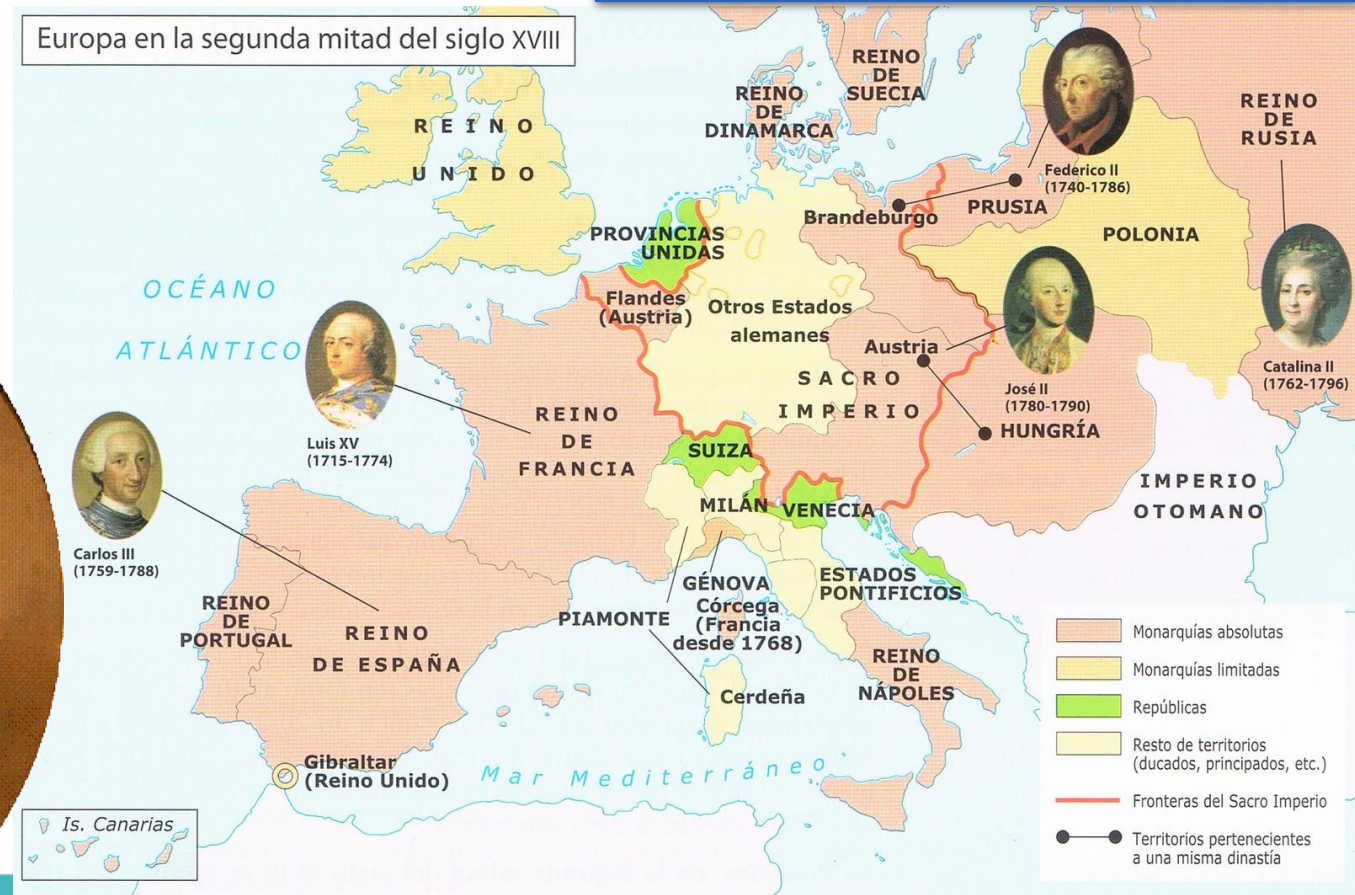 Europa en la segunda mitad del siglo XVIII
REINO
DE
SUECIA
REINO
DE
DINAMARCA
REINO
DE
RUSIA
REINO
UNIDO
Federico II
(1740-1786)
PRUSIA
Brandeburgo
POLONIA
PROVINCIAS
UNIDAS
OCÉANO
ATLÁNTICO
Flandes
(Austria)
Otros Estados
alemanes
Austria
SACRO
IMPERIO
José II
(1780-1790)
HUNGRÍA
Catalina II
(1762-1796)
Luis XV
(1715-1774)
REINO
DE
FRANCIA
SUIZA
MILÁN
VENECIA
IMPERIO
OTOMANO
Carlos III
(1759-1788)
GÉNOVA
ESTADOS
PONTIFICIOS
PIAMONTE
Córcega
(Francia
desde 1768)
REINO
DE
PORTUGAL
REINO
DE ESPAÑA
REINO
DE
NÁPOLES
Cerdeña
Gibraltar
(Reino Unido)
Mar Mediterráneo
Is. Canarias
Monarquías absolutas
Monarquías limitadas
Repúblicas
Resto de territorios
(ducados, principados, etc.)
Fronteras del Sacro Imperio
Territorios pertenecientes
a una misma dinastía